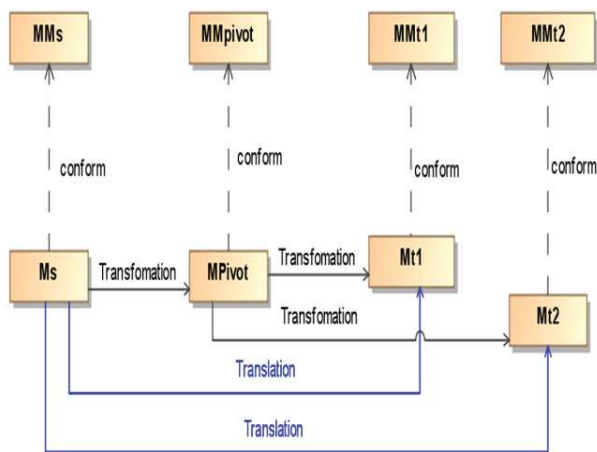 MMs
MMpivot
MMt1
MMt2
conform
conform
conform
conform
Ms
Transfomation
MPivot
Transfomation
Mt1
Transfomation
Mt2
Translation
Translation